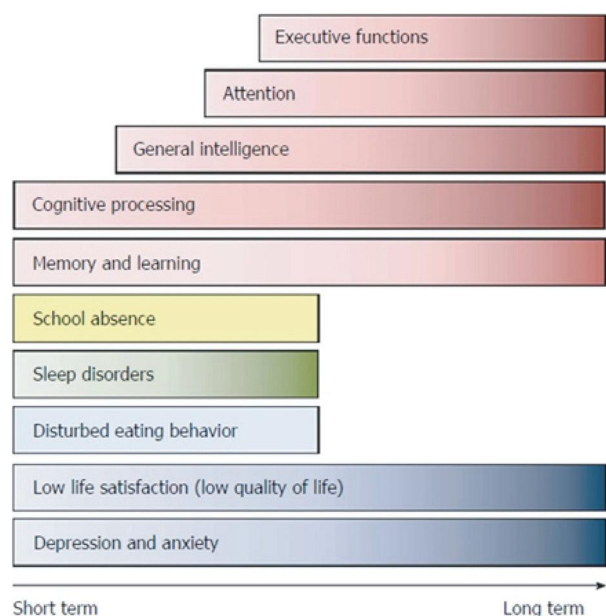 Executive functions
Attention
General intelligence
Cognitive processing
Memory and learning
School absence
Sleep disorders
Disturbed eating behavior
Low life satisfaction (low quality of life)
Depression and anxiety
Short term Long term